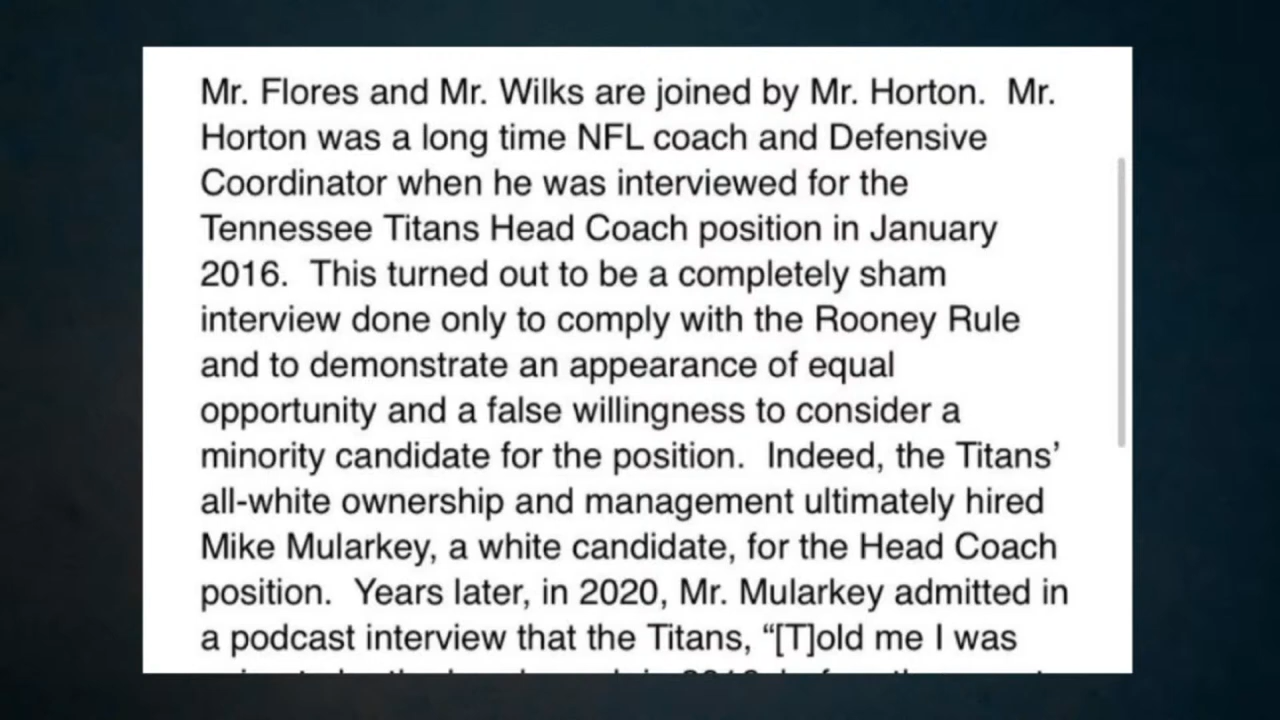 Mr. Flores and Mr. Wilks are joined by Mr. Horton.  Mr.
Horton was a long time NFL coach and Defensive
Coordinator when he was interviewed for the
Tennessee Titans Head Coach position in January
2016.  This turned out to be a completely sham
interview done only to comply with the Rooney Rule
and to demonstrate an appearance of equal
opportunity and a false willingness to consider a
minority candidate for the position.  Indeed, the Titans’
all-white ownership and management ultimately hired
Mike Mularkey, a white candidate, for the Head Coach
position.  Years later, in 2020, Mr. Mularkey admitted in
a podcast interview that the Titans, “[T]old me I was